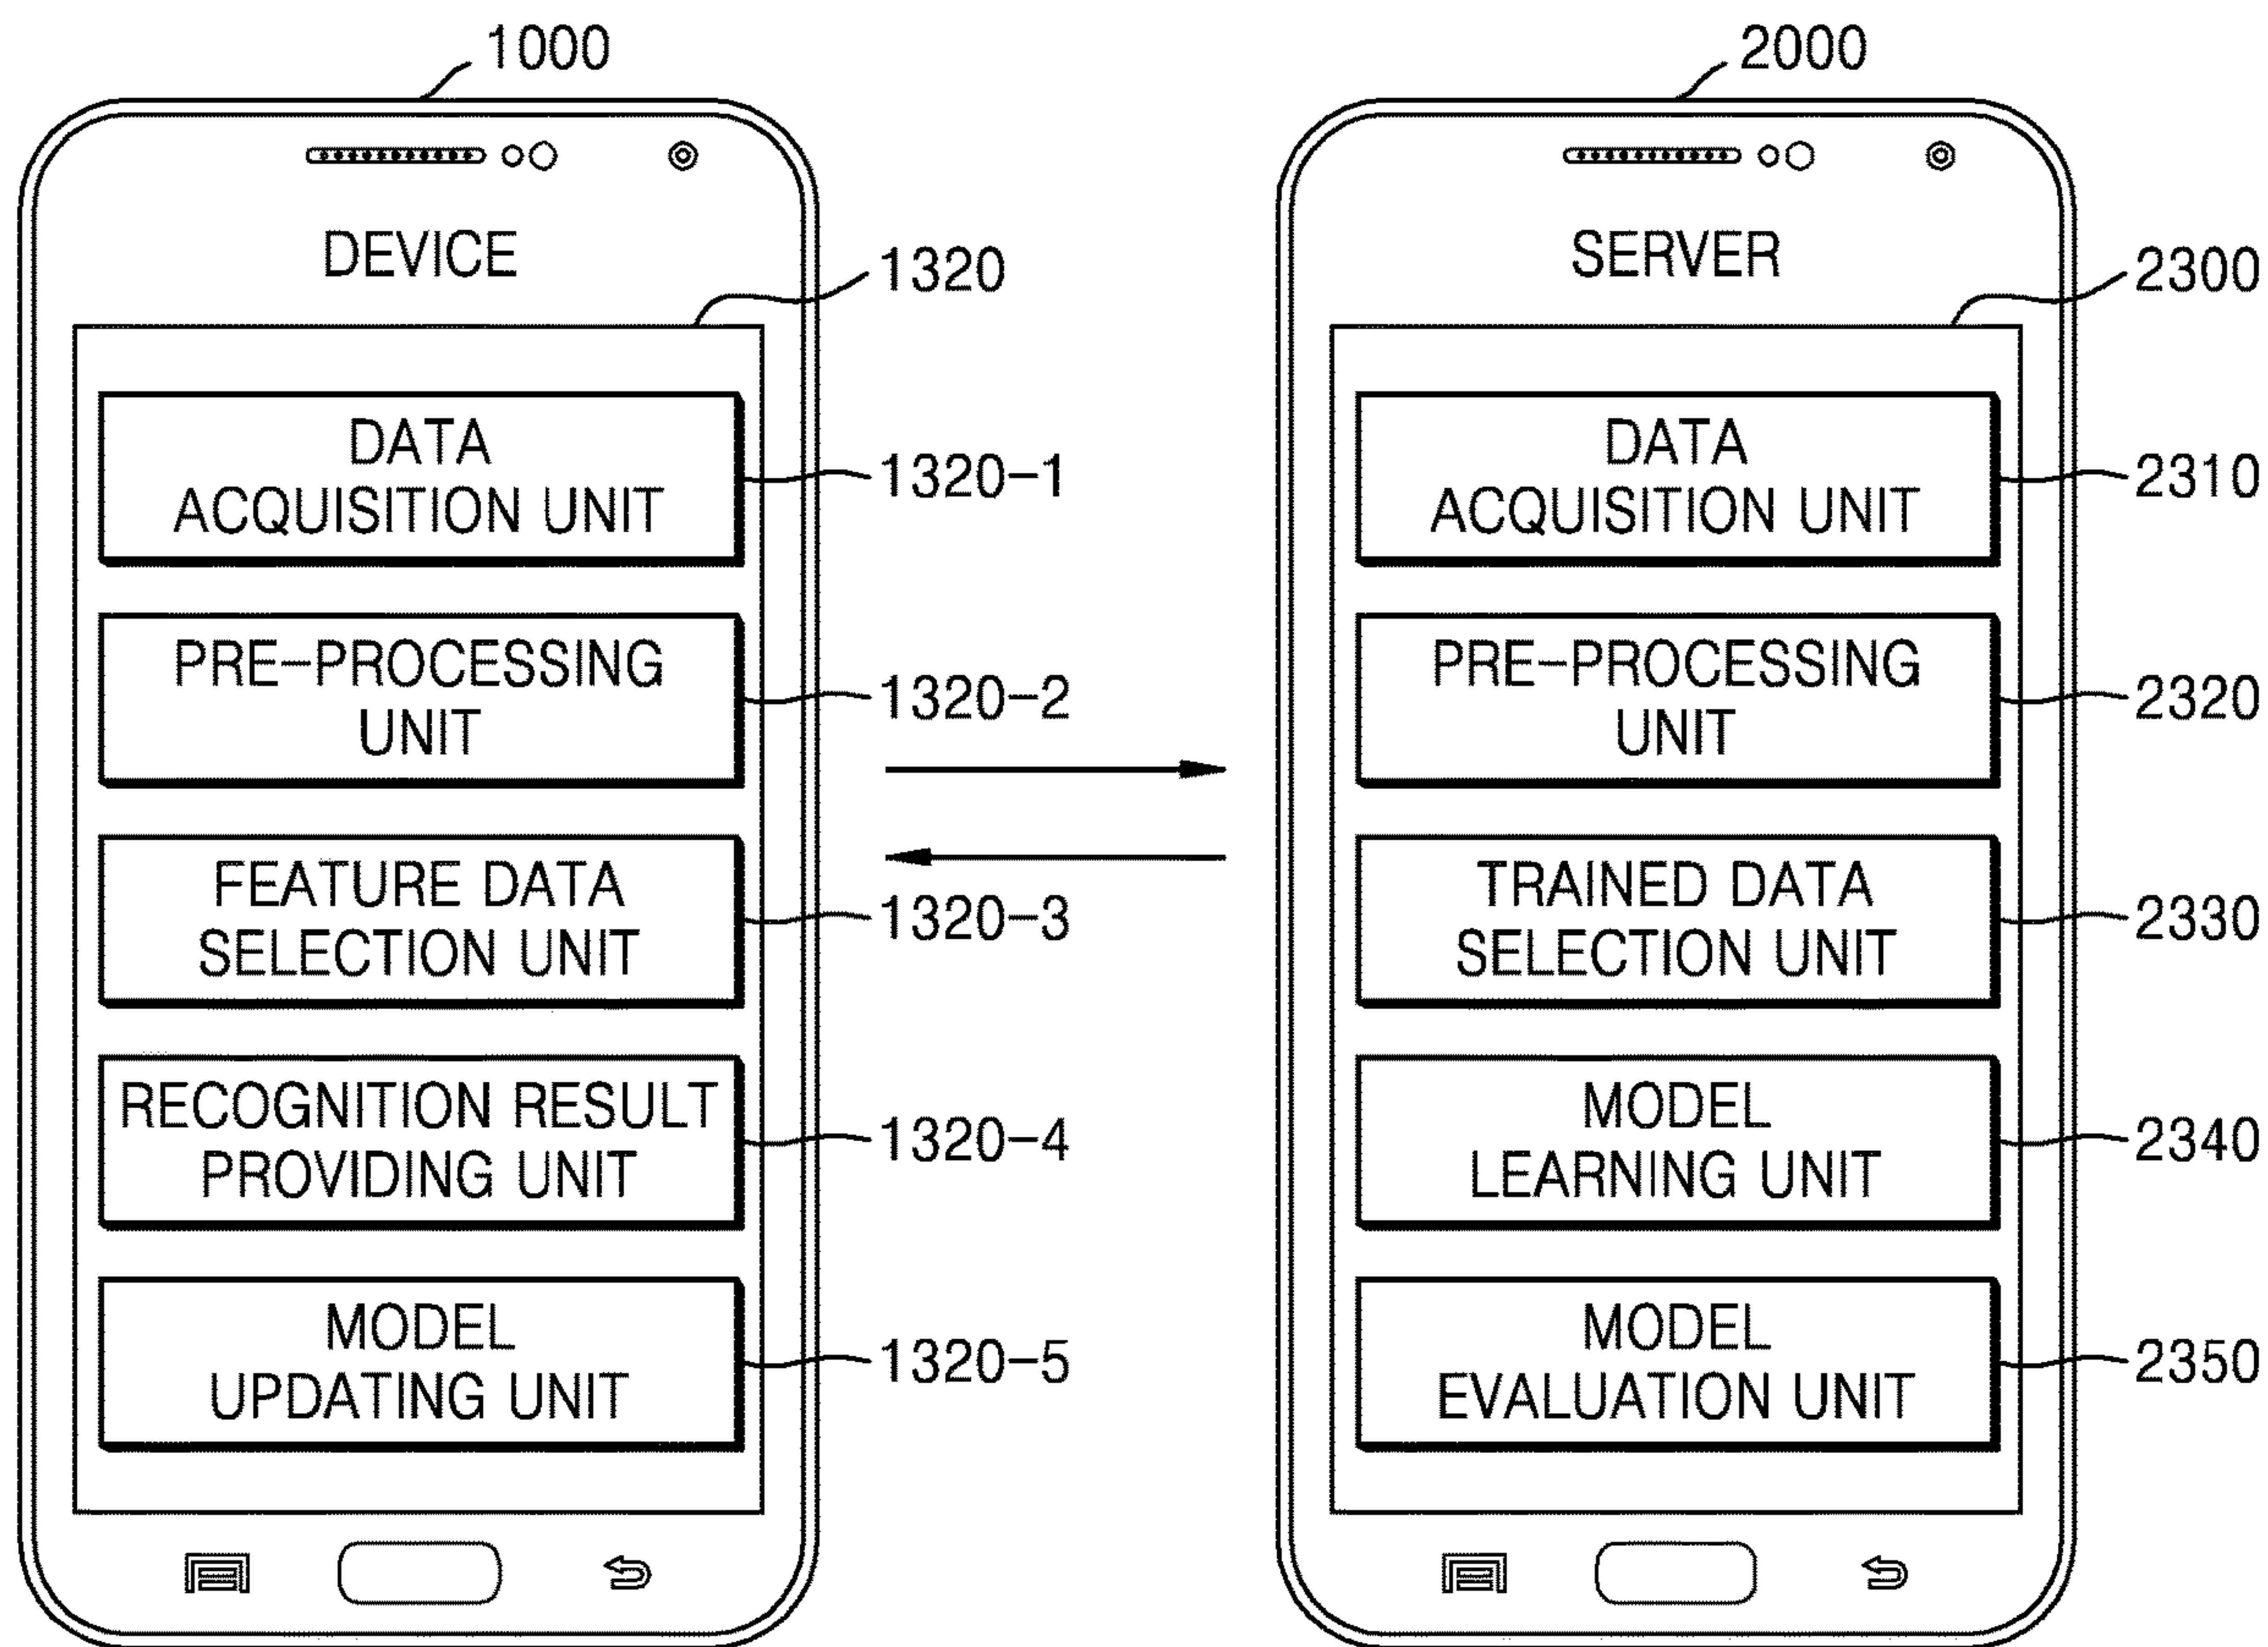 1000
DEVICE
1320
DATA
ACQUISITION UNIT
1320-1
PRE-PROCESSING
UNIT
1320-2
FEATURE DATA
SELECTION UNIT
1320-3
RECOGNITION RESULT
PROVIDING UNIT
1320-4
MODEL
UPDATING UNIT
1320-5
2000
SERVER
2300
DATA
ACQUISITION UNIT
2310
PRE-PROCESSING
UNIT
2320
TRAINED DATA
SELECTION UNIT
2330
MODEL
LEARNING UNIT
2340
MODEL
EVALUATION UNIT
2350